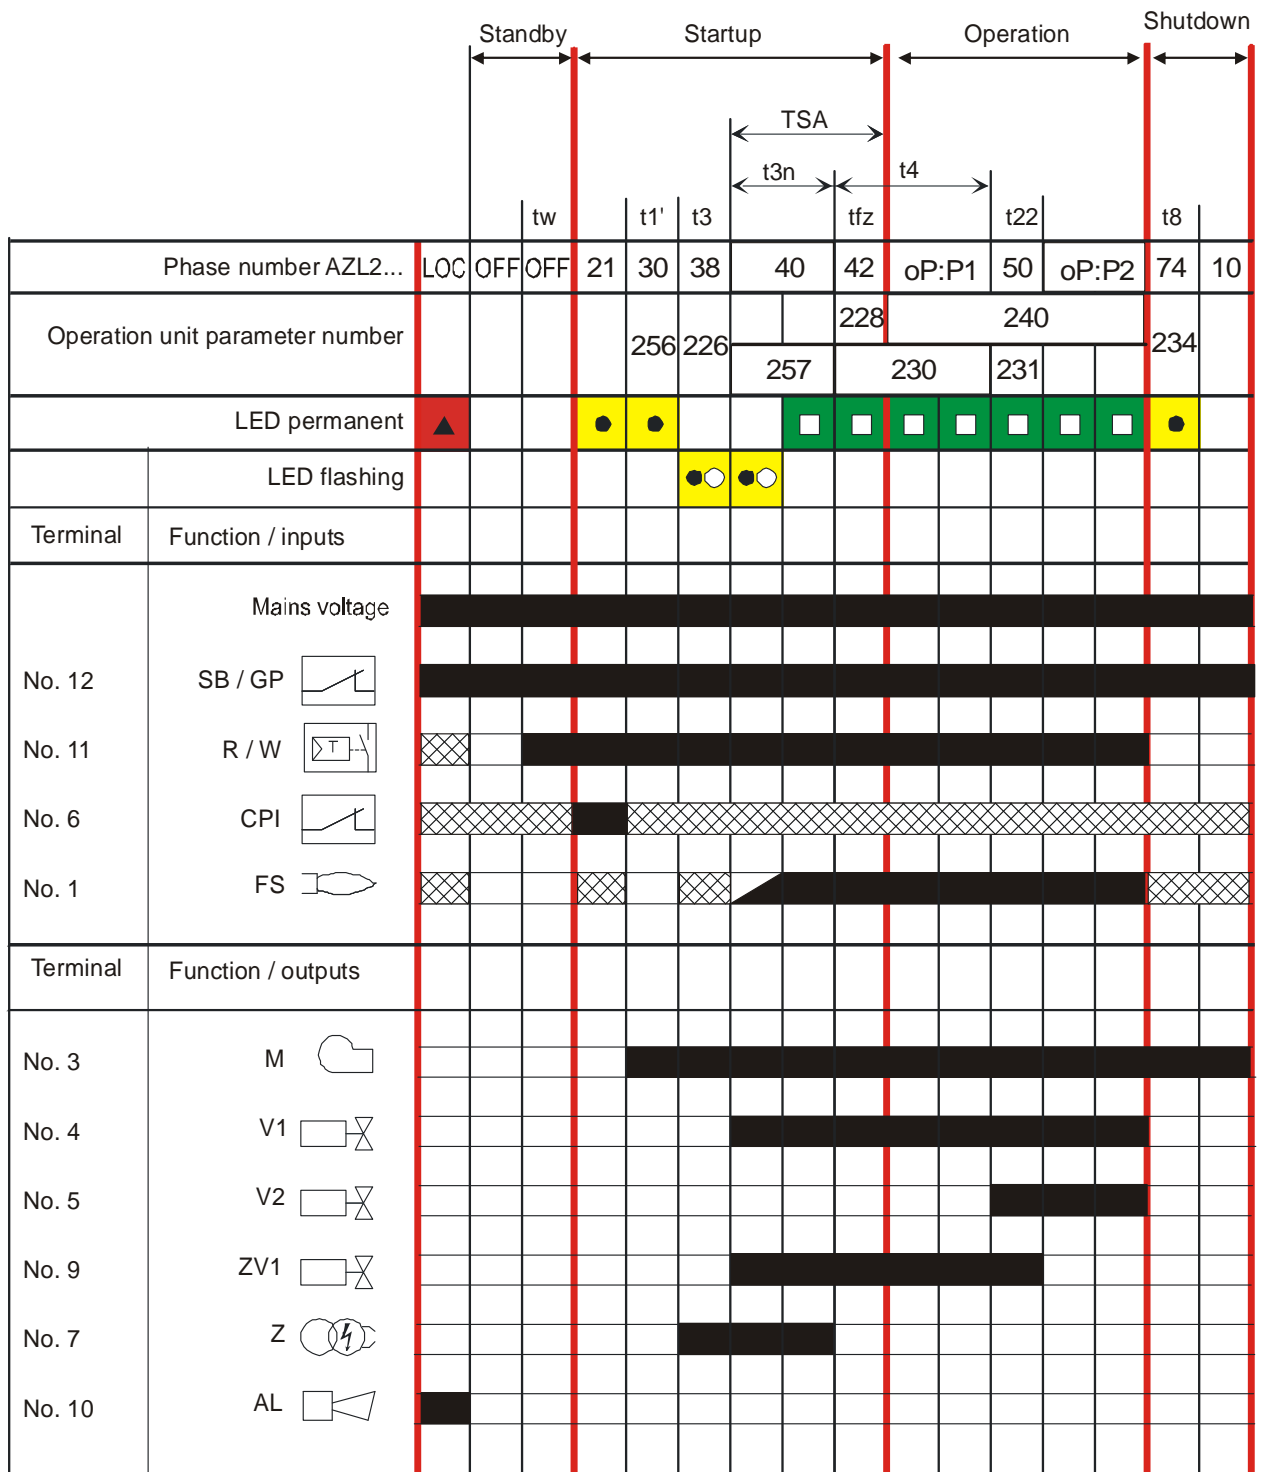 Standby Startup Operation Shutdown
TSA
t3n t4
tw t1' t3 tfz t22 t8
Phase number AZL2... LOC OFF OFF 21 30 38 40 42 oP:P1 50 oP:P2 74 10
228 240
Operation unit parameter number 256 226 234
257 230 231
LED permanent
LED flashing
Terminal Function / inputs
Mains voltage
No. 12 SB / GP
No. 11 R / W T
No. 6 CPI
No. 1 FS
Terminal Function / outputs
No. 3 M
No. 4 V1
No. 5 V2
No. 9 ZV1
No. 7 Z
No. 10 AL